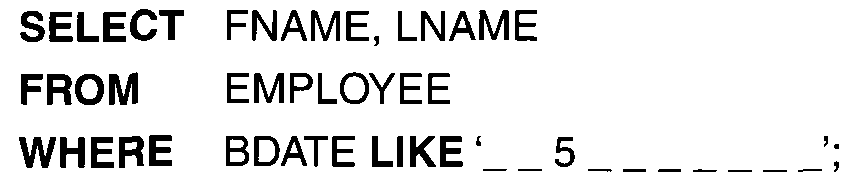 SELECT FNAME, LNAME
FROM EMPLOYEE
WHERE BDATE LIKE ‘_ _ 5 _ _ _ _ _ _ _’;